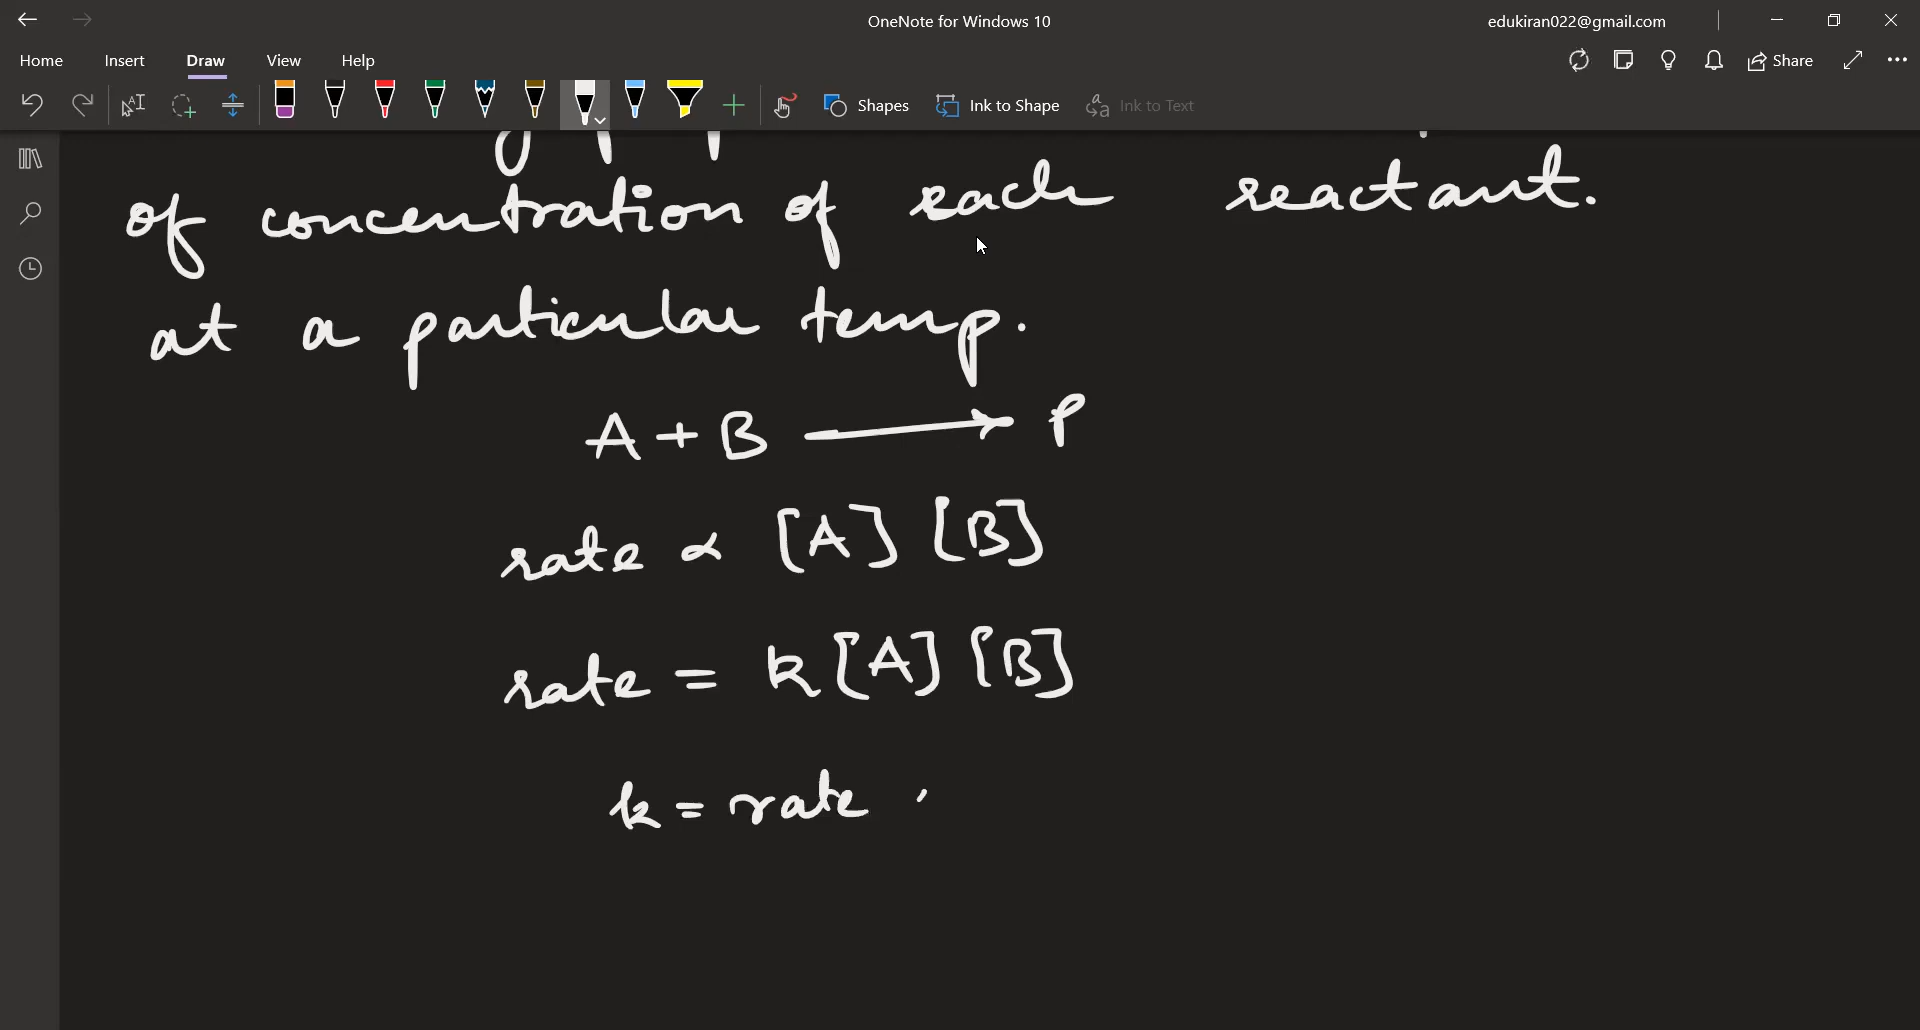 OneNote for Windows 10
edukiran022@gmail.com
Home Insert Draw View Help
Share
Shapes Ink to Shape Ink to Text
of concentration of each reactant.
at a particular temp.
A + B ⟶ P
rate ∝ [A] [B]
rate = k [A] [B]
k = rate